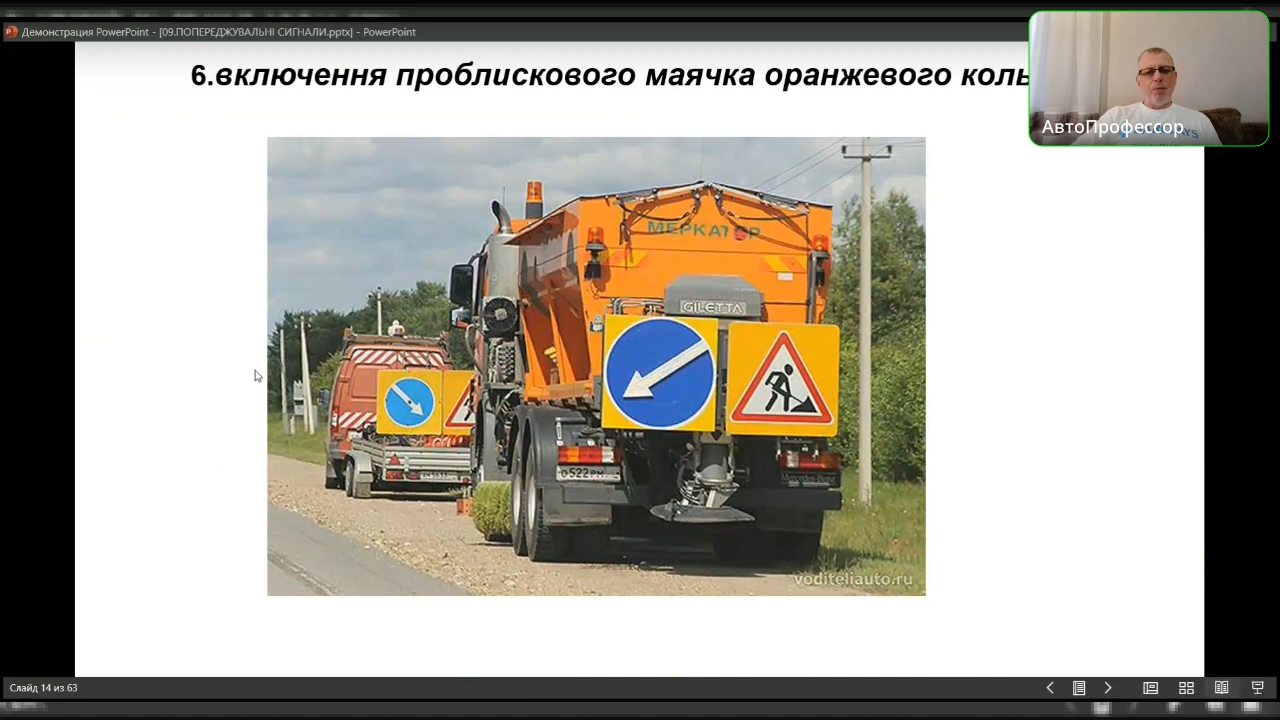 Демонстрация PowerPoint - [09.ПОПЕРЕДЖУВАЛЬНІ СИГНАЛИ.pptx] - PowerPoint
6.включення проблискового маячка оранжевого коль
АвтоПрофессор
МЕРКАТОР
GILETTA
О522РМ
voditeliauto.ru
Слайд 14 из 63